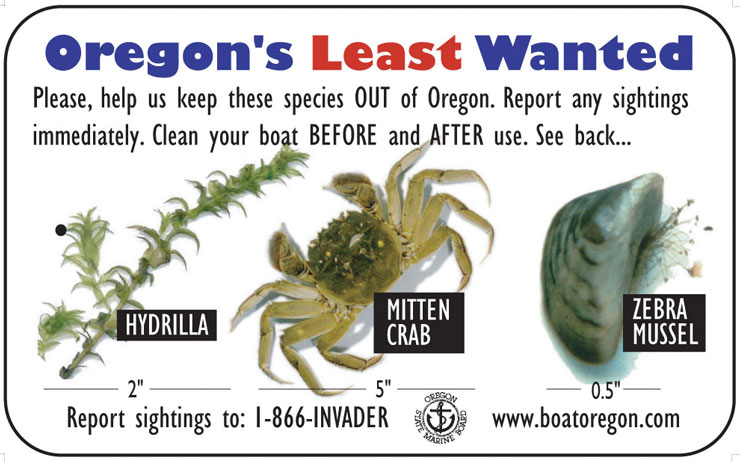 Oregon's Least Wanted
Please, help us keep these species OUT of Oregon. Report any sightings
immediately. Clean your boat BEFORE and AFTER use. See back...
HYDRILLA
MITTEN
CRAB
ZEBRA
MUSSEL
2"
5"
0.5"
Report sightings to: 1-866-INVADER
OREGON
STATE MARINE BOARD
www.boatoregon.com